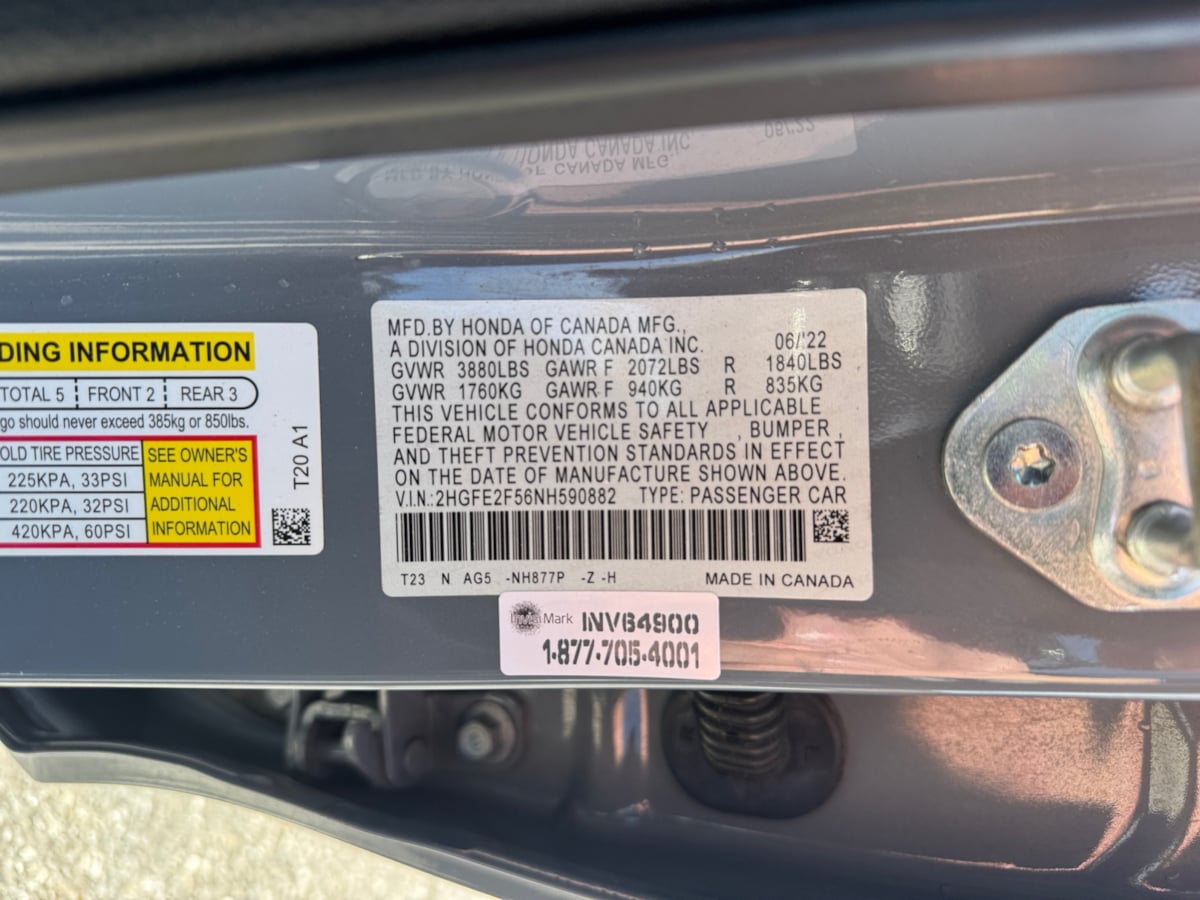 DING INFORMATION
TOTAL 5 FRONT 2 REAR 3
go should never exceed 385kg or 850lbs.
OLD TIRE PRESSURE
225KPA, 33PSI
220KPA, 32PSI
420KPA, 60PSI
SEE OWNER'S
MANUAL FOR
ADDITIONAL
INFORMATION
T20 A1
MFD.BY HONDA OF CANADA MFG.,
A DIVISION OF HONDA CANADA INC. 06/'22
GVWR 3880LBS GAWR F 2072LBS R 1840LBS
GVWR 1760KG GAWR F 940KG R 835KG
THIS VEHICLE CONFORMS TO ALL APPLICABLE
FEDERAL MOTOR VEHICLE SAFETY , BUMPER ,
AND THEFT PREVENTION STANDARDS IN EFFECT
ON THE DATE OF MANUFACTURE SHOWN ABOVE.
V.I.N.:2HGFE2F56NH590882 TYPE: PASSENGER CAR
T23 N AG5 -NH877P -Z -H MADE IN CANADA
Mark INV64900
1-877-705-4001